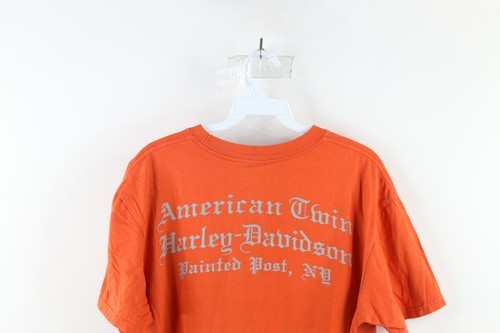 American Twin
Harley-Davidson
Painted Post, NY